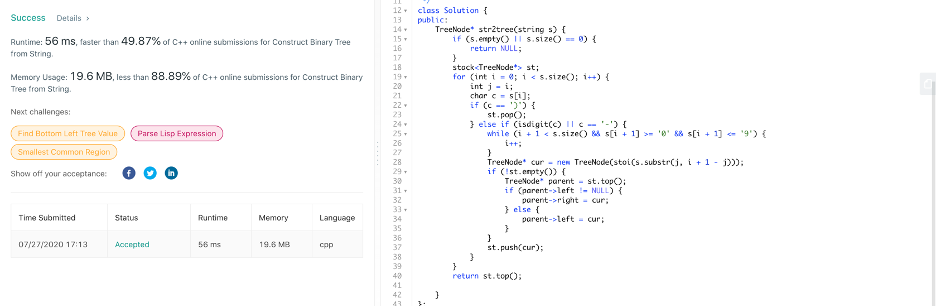 Success Details >
Runtime: 56 ms, faster than 49.87% of C++ online submissions for Construct Binary Tree
from String.
Memory Usage: 19.6 MB, less than 88.89% of C++ online submissions for Construct Binary
Tree from String.
Next challenges:
Find Bottom Left Tree Value Parse Lisp Expression
Smallest Common Region
Show off your acceptance:
Time Submitted Status Runtime Memory Language
07/27/2020 17:13 Accepted 56 ms 19.6 MB cpp
11 */
12 class Solution {
13 public:
14 TreeNode* str2tree(string s) {
15 if (s.empty() || s.size() == 0) {
16 return NULL;
17 }
18 stack<TreeNode*> st;
19 for (int i = 0; i < s.size(); i++) {
20 int j = i;
21 char c = s[i];
22 if (c == ')') {
23 st.pop();
24 } else if (isdigit(c) || c == '-') {
25 while (i + 1 < s.size() && s[i + 1] >= '0' && s[i + 1] <= '9') {
26 i++;
27 }
28 TreeNode* cur = new TreeNode(stoi(s.substr(j, i + 1 - j)));
29 if (!st.empty()) {
30 TreeNode* parent = st.top();
31 if (parent->left != NULL) {
32 parent->right = cur;
33 } else {
34 parent->left = cur;
35 }
36 }
37 st.push(cur);
38 }
39 }
40 return st.top();
41
42 }
43 };